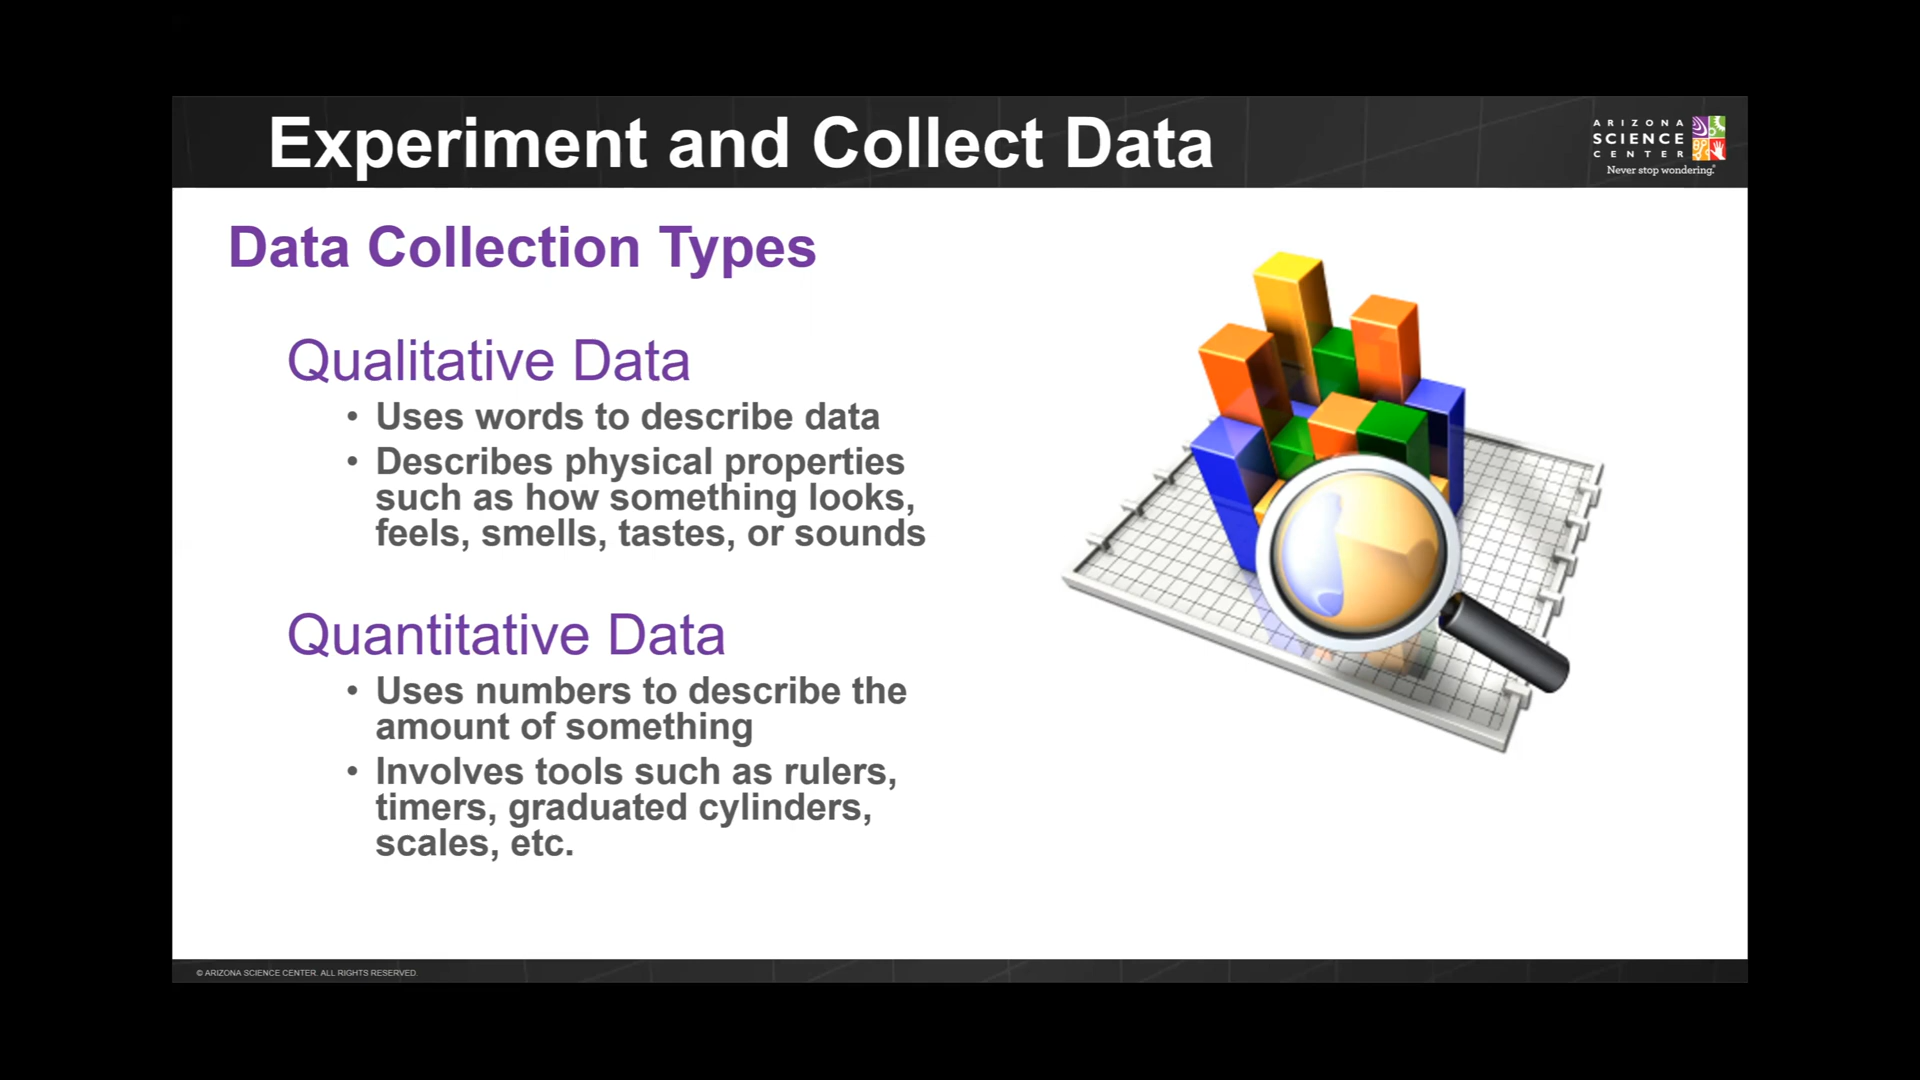 Experiment and Collect Data
ARIZONA
SCIENCE
CENTER
Never stop wondering.®
Data Collection Types
Qualitative Data
• Uses words to describe data
• Describes physical properties
such as how something looks,
feels, smells, tastes, or sounds
Quantitative Data
• Uses numbers to describe the
amount of something
• Involves tools such as rulers,
timers, graduated cylinders,
scales, etc.
© ARIZONA SCIENCE CENTER. ALL RIGHTS RESERVED.